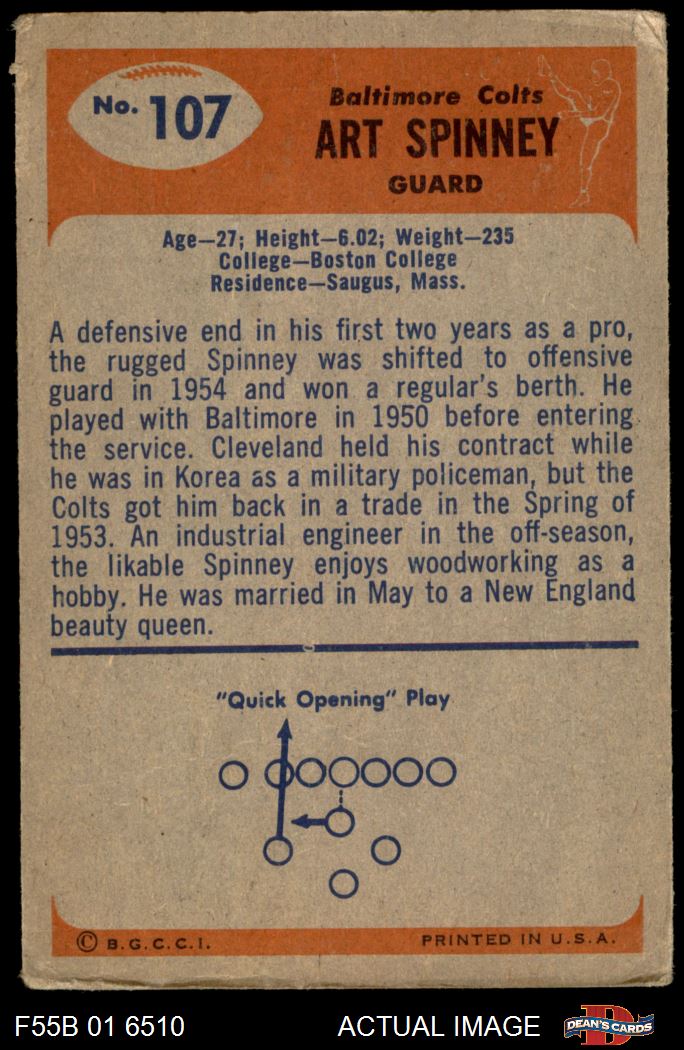 No. 107
Baltimore Colts
ART SPINNEY
GUARD
Age—27; Height—6.02; Weight—235
College—Boston College
Residence—Saugus, Mass.
A defensive end in his first two years as a pro,
the rugged Spinney was shifted to offensive
guard in 1954 and won a regular's berth. He
played with Baltimore in 1950 before entering
the service. Cleveland held his contract while
he was in Korea as a military policeman, but the
Colts got him back in a trade in the Spring of
1953. An industrial engineer in the off-season,
the likable Spinney enjoys woodworking as a
hobby. He was married in May to a New England
beauty queen.
"Quick Opening" Play
© B.G.C.C.I.
PRINTED IN U.S.A.
F55B 01 6510
ACTUAL IMAGE
D
DEAN'S CARDS